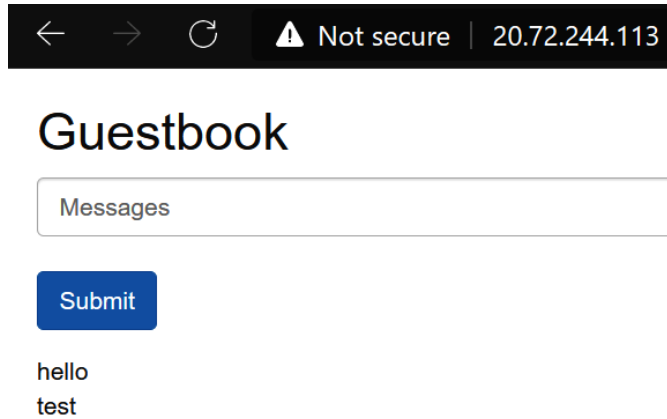 Not secure | 20.72.244.113
Guestbook
Messages
Submit
hello
test